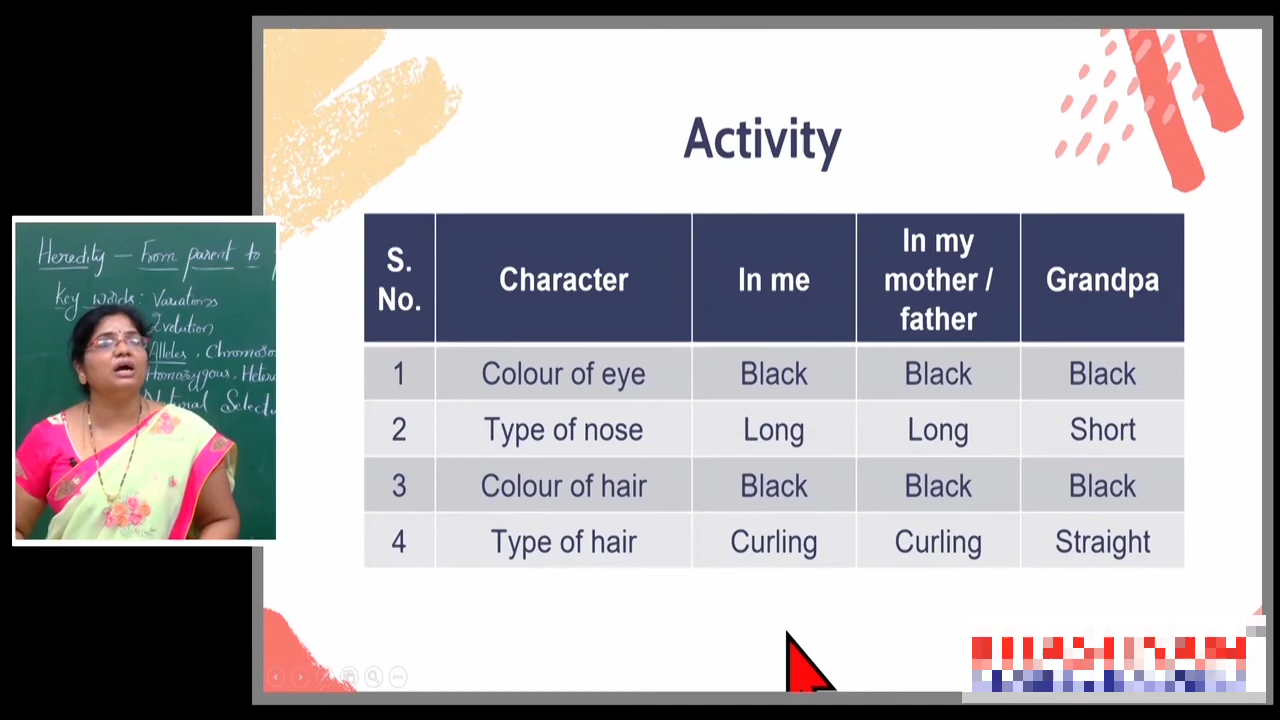 Activity
S. No. Character In me In my mother / father Grandpa
1 Colour of eye Black Black Black
2 Type of nose Long Long Short
3 Colour of hair Black Black Black
4 Type of hair Curling Curling Straight
Heredity — From parent to
Key words: Variations
Evolution
Alleles, Chromoso
Homozygous, Heter
Natural Select